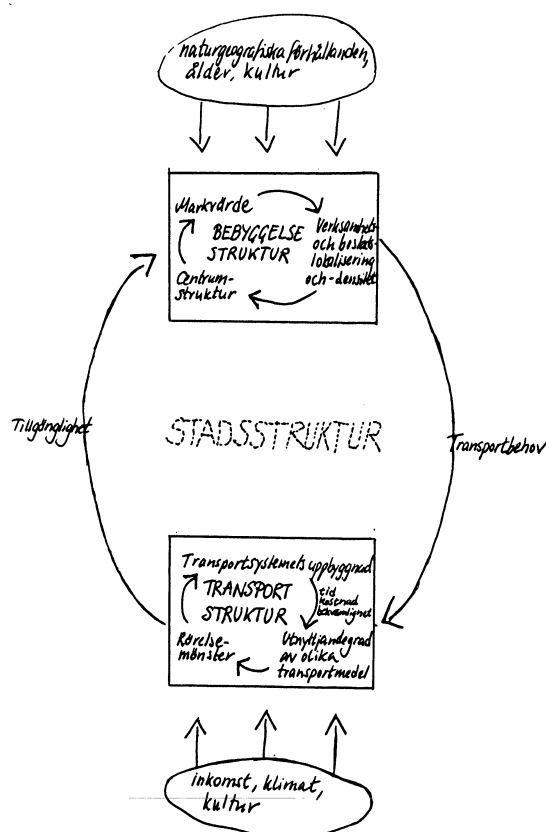 naturgeografiska förhållanden,
ålder, kultur
Markvärde
BEBYGGELSE
STRUKTUR
Verksamhets-
och bostads-
lokalisering
och -densitet
Centrum-
struktur
Tillgänglighet
STADSSTRUKTUR
Transportbehov
Transportsystemets uppbyggnad
TRANSPORT
STRUKTUR
tid
kostnad
bekvämlighet
Rörelse-
mönster
Utnyttjandegrad
av olika
transportmedel
inkomst, klimat,
kultur